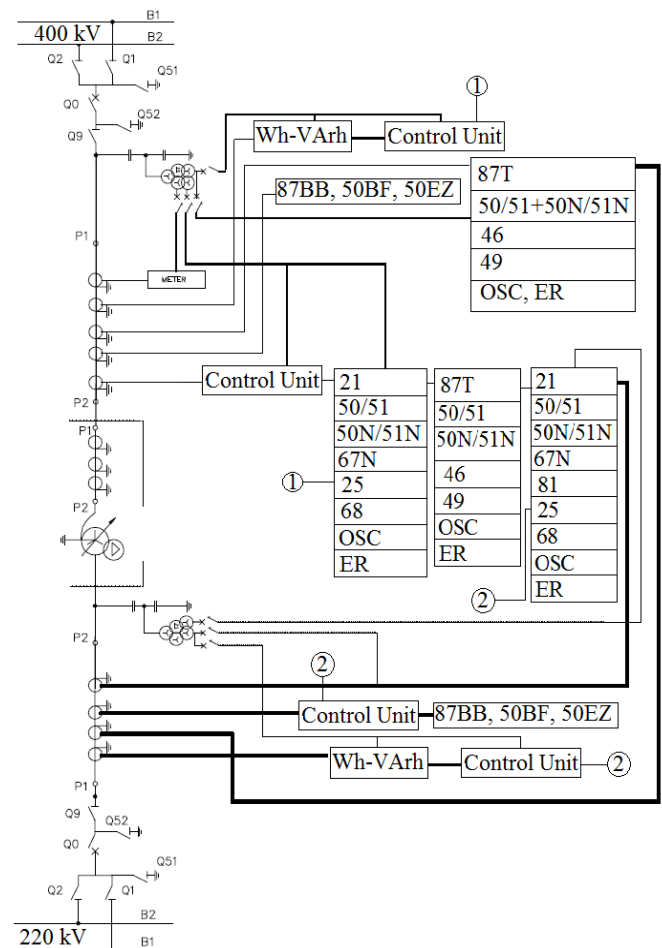 B1
400 kV
B2
Q2
Q1
Q51
Q0
Q52
Q9
1
Wh-VArh
Control Unit
87T
50/51+50N/51N
46
49
OSC, ER
87BB, 50BF, 50EZ
P1
METER
Control Unit
P2
21
50/51
50N/51N
67N
25
68
OSC
ER
87T
50/51
50N/51N
46
49
OSC
ER
21
50/51
50N/51N
67N
81
25
68
OSC
ER
1
2
P1
P2
P2
2
Control Unit
87BB, 50BF, 50EZ
Wh-VArh
Control Unit
2
P1
Q9
Q52
Q0
Q51
Q2
Q1
B2
220 kV
B1